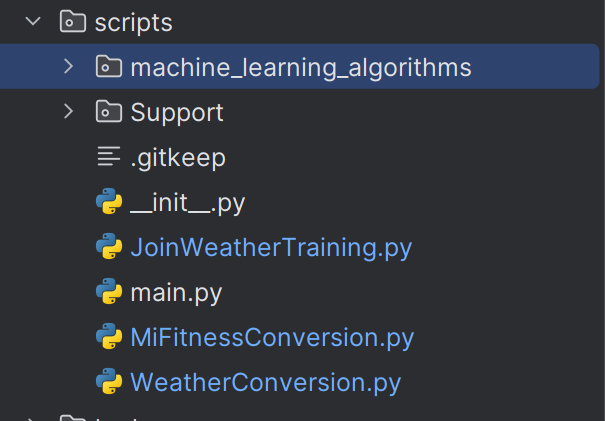 scripts
machine_learning_algorithms
Support
.gitkeep
__init__.py
JoinWeatherTraining.py
main.py
MiFitnessConversion.py
WeatherConversion.py